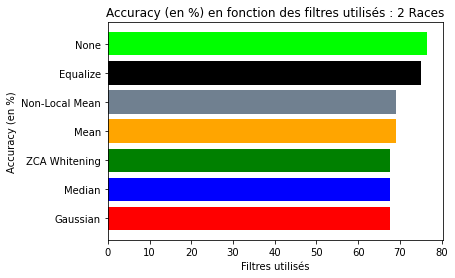 Accuracy (en %) en fonction des filtres utilisés : 2 Races
None
Equalize
Non-Local Mean
Mean
ZCA Whitening
Median
Gaussian
Accuracy (en %)
0 10 20 30 40 50 60 70 80
Filtres utilisés